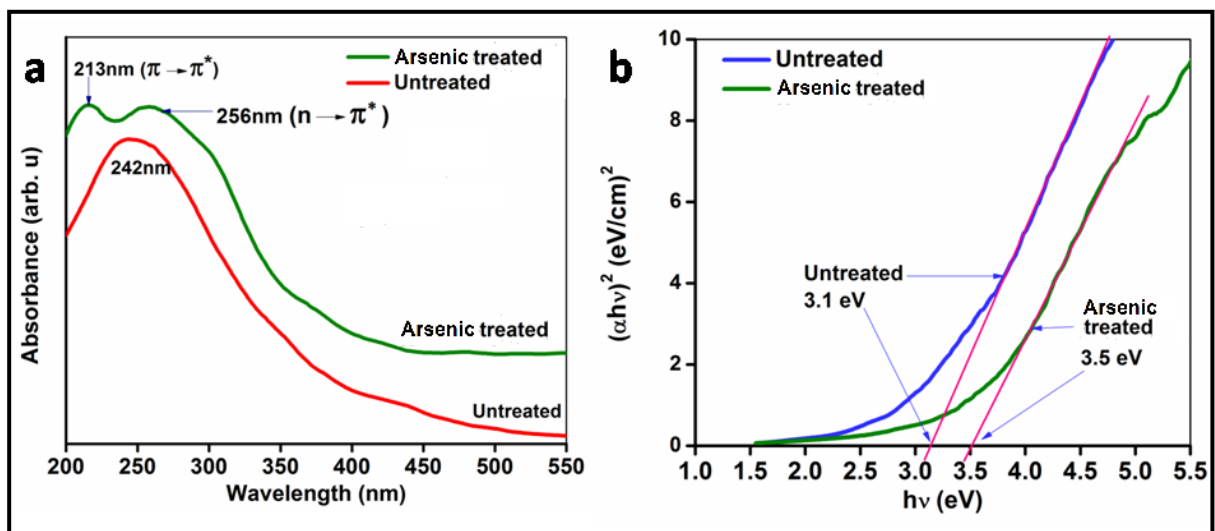 a
213nm (π → π*)
Arsenic treated
Untreated
256nm (n → π*)
242nm
Arsenic treated
Untreated
Absorbance (arb. u)
200 250 300 350 400 450 500 550
Wavelength (nm)
b
Untreated
Arsenic treated
10
8
6
4
2
0
(αhν)² (eV/cm)²
Untreated
3.1 eV
Arsenic
treated
3.5 eV
1.0 1.5 2.0 2.5 3.0 3.5 4.0 4.5 5.0 5.5
hν (eV)